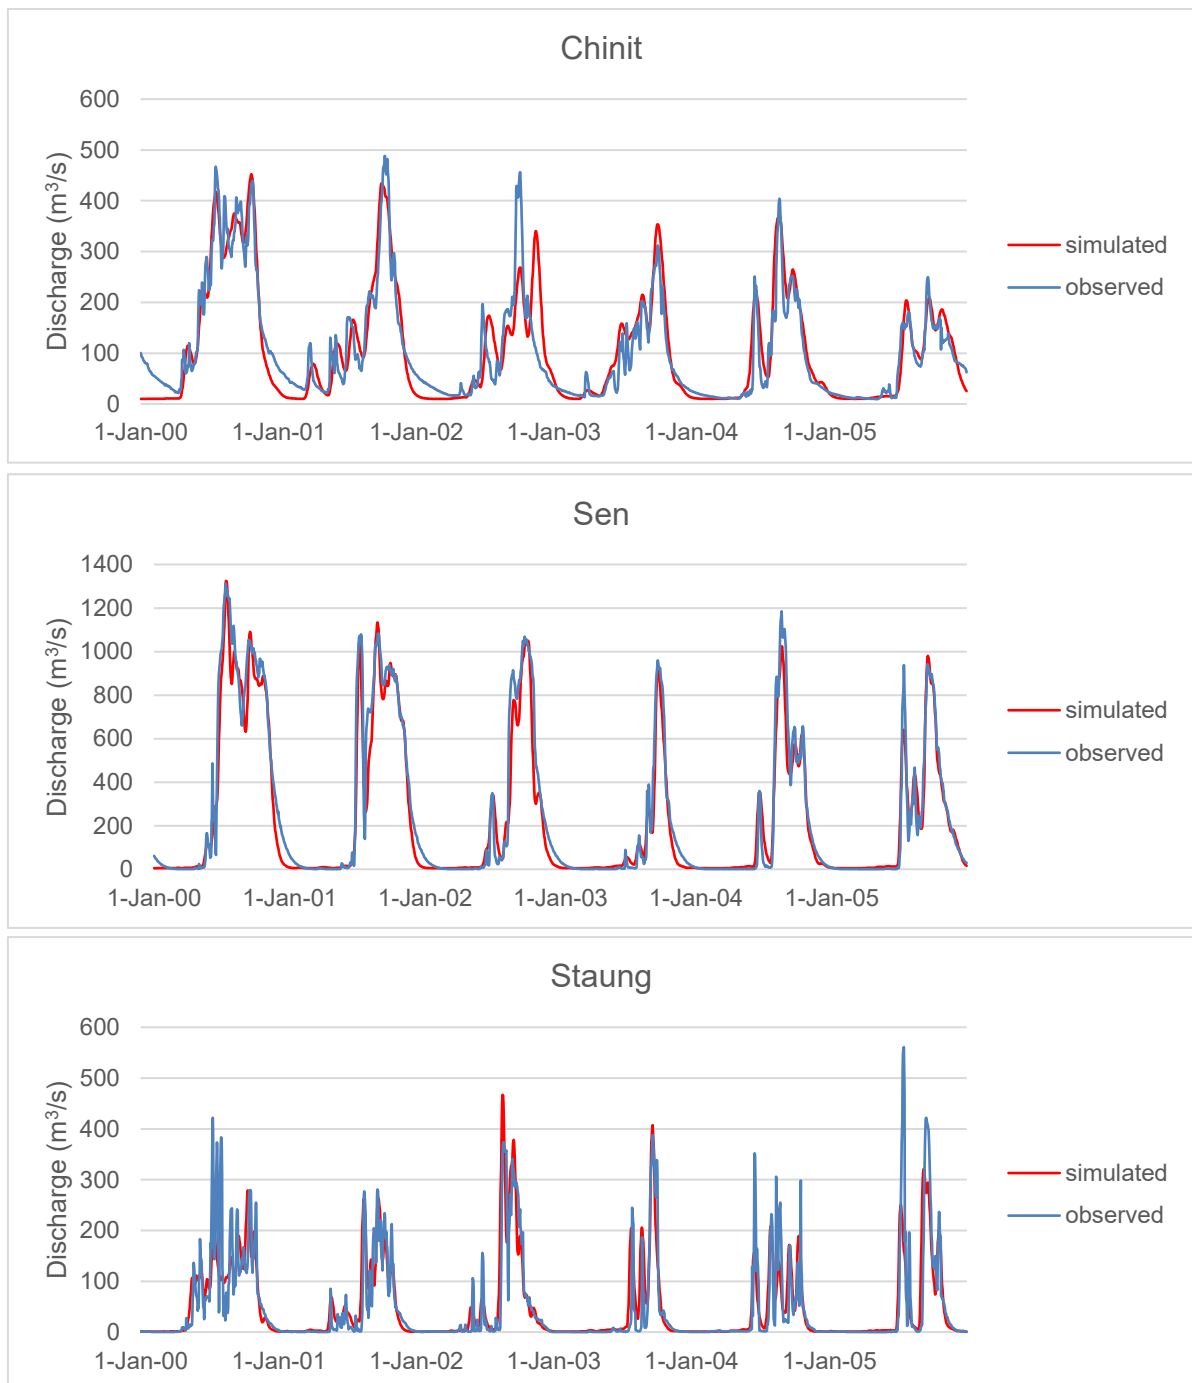 Chinit
600
500
400
300
200
100
0
Discharge (m³/s)
1-Jan-00 1-Jan-01 1-Jan-02 1-Jan-03 1-Jan-04 1-Jan-05
simulated
observed
Sen
1400
1200
1000
800
600
400
200
0
Discharge (m³/s)
1-Jan-00 1-Jan-01 1-Jan-02 1-Jan-03 1-Jan-04 1-Jan-05
simulated
observed
Staung
600
500
400
300
200
100
0
Discharge (m³/s)
1-Jan-00 1-Jan-01 1-Jan-02 1-Jan-03 1-Jan-04 1-Jan-05
simulated
observed